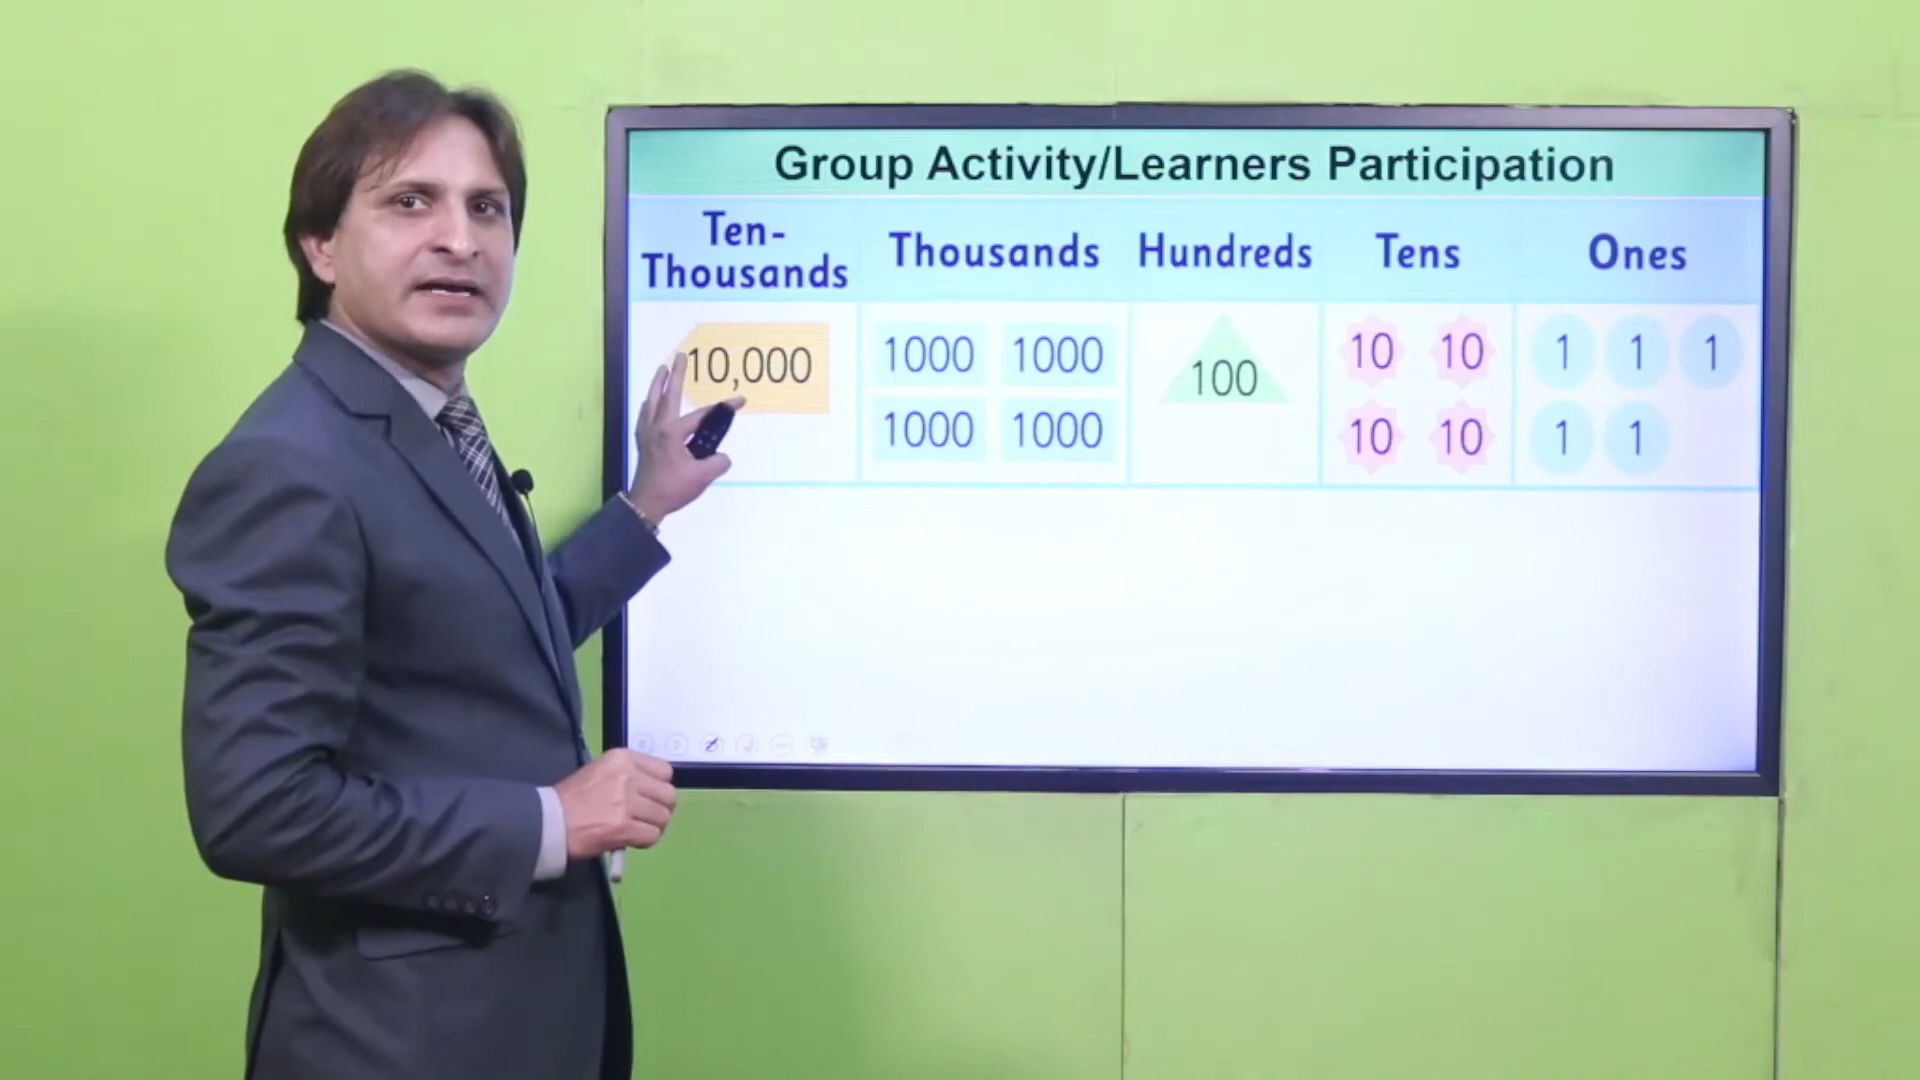 Group Activity/Learners Participation
Ten-
Thousands
Thousands
Hundreds
Tens
Ones
10,000
1000 1000
1000 1000
100
10 10
10 10
1 1 1
1 1